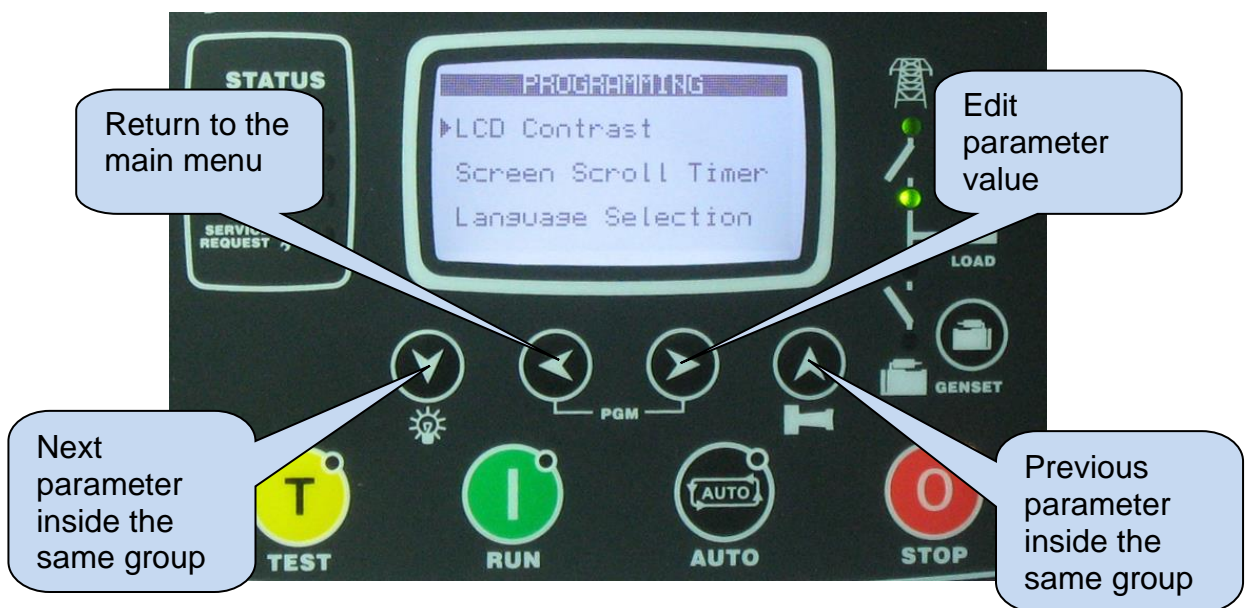 STATUS
SERVICE
REQUEST
PROGRAMMING
LCD Contrast
Screen Scroll Timer
Language Selection
Return to the
main menu
Edit
parameter
value
LOAD
GENSET
PGM
Next
parameter
inside the
same group
Previous
parameter
inside the
same group
T
TEST
I
RUN
AUTO
AUTO
O
STOP